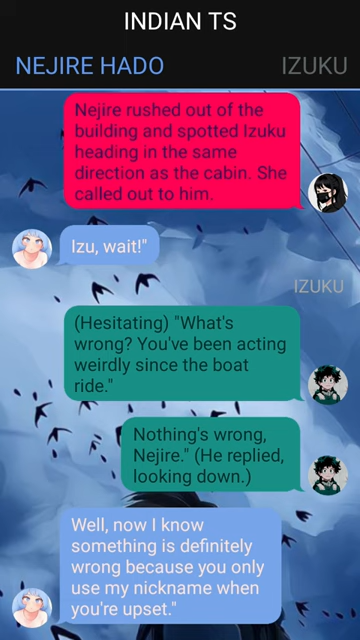 INDIAN TS
NEJIRE HADO
IZUKU
Nejire rushed out of the
building and spotted Izuku
heading in the same
direction as the cabin. She
called out to him.
Izu, wait!"
IZUKU
(Hesitating) "What's
wrong? You've been acting
weirdly since the boat
ride."
Nothing's wrong,
Nejire." (He replied,
looking down.)
Well, now I know
something is definitely
wrong because you only
use my nickname when
you're upset."